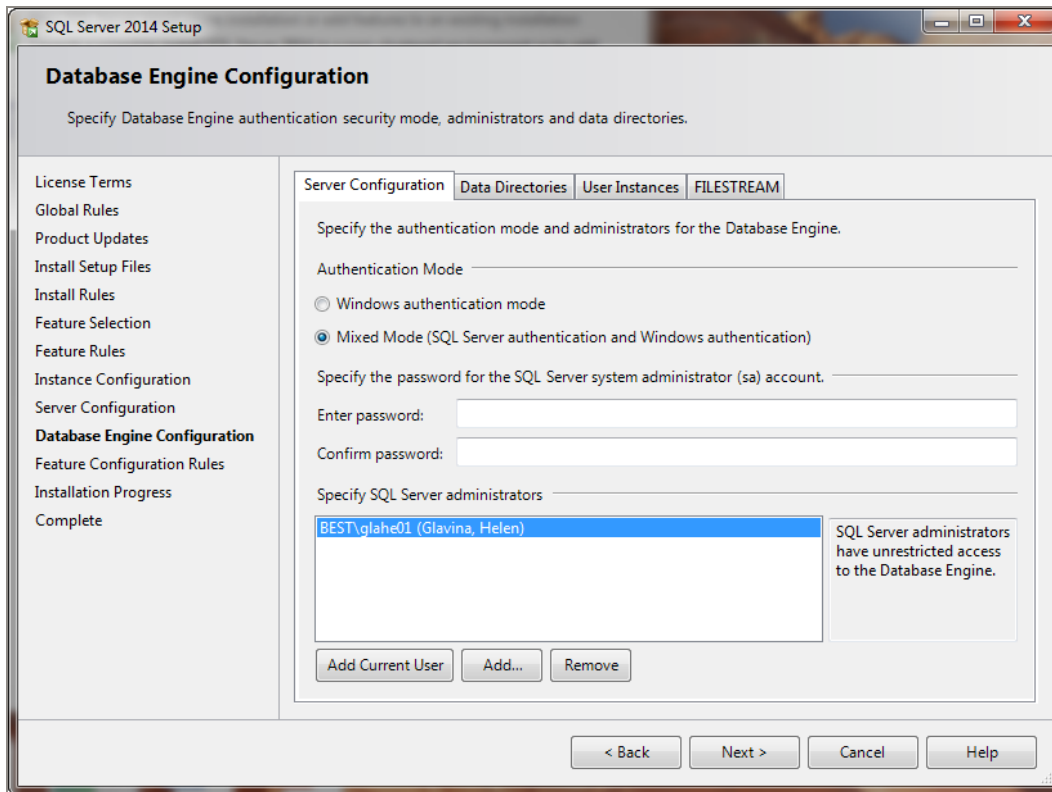 SQL Server 2014 Setup
Database Engine Configuration
Specify Database Engine authentication security mode, administrators and data directories.
License Terms
Global Rules
Product Updates
Install Setup Files
Install Rules
Feature Selection
Feature Rules
Instance Configuration
Server Configuration
Database Engine Configuration
Feature Configuration Rules
Installation Progress
Complete
Server Configuration
Data Directories
User Instances
FILESTREAM
Specify the authentication mode and administrators for the Database Engine.
Authentication Mode
Windows authentication mode
Mixed Mode (SQL Server authentication and Windows authentication)
Specify the password for the SQL Server system administrator (sa) account.
Enter password:
Confirm password:
Specify SQL Server administrators
BEST\glahe01 (Glavina, Helen)
SQL Server administrators
have unrestricted access
to the Database Engine.
Add Current User
Add...
Remove
< Back
Next >
Cancel
Help